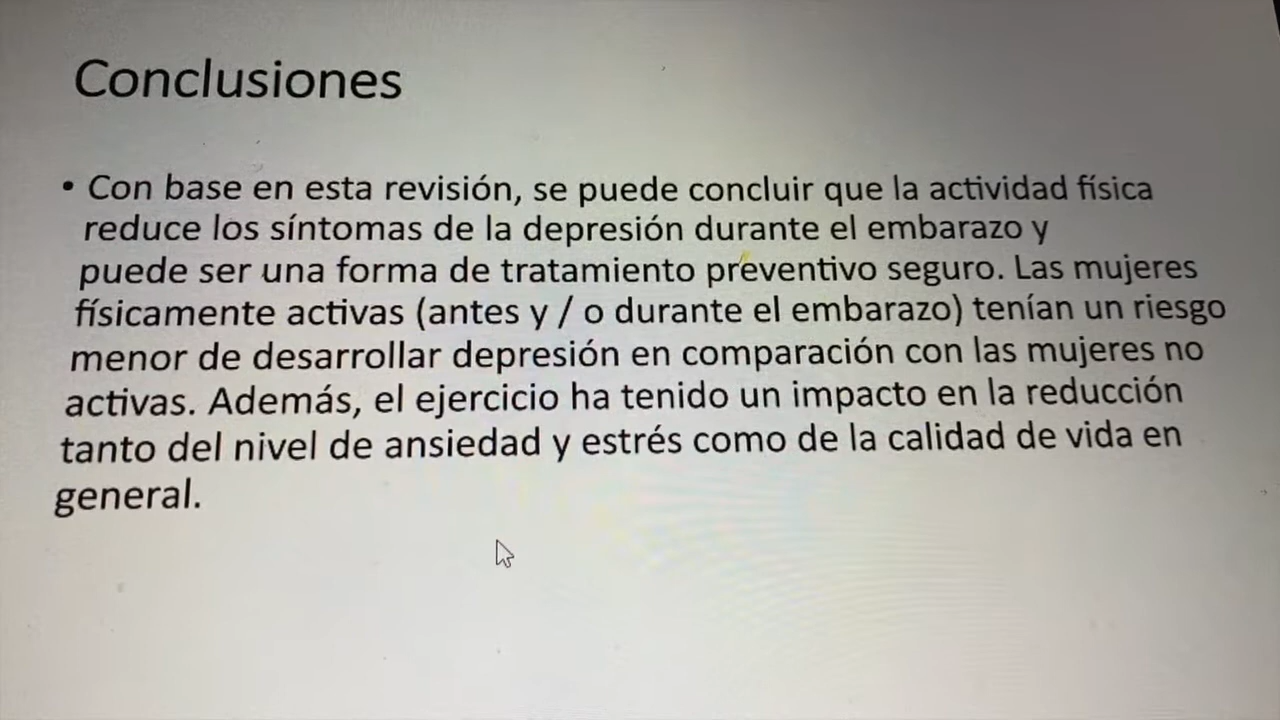 Conclusiones
• Con base en esta revisión, se puede concluir que la actividad física
reduce los síntomas de la depresión durante el embarazo y
puede ser una forma de tratamiento preventivo seguro. Las mujeres
físicamente activas (antes y / o durante el embarazo) tenían un riesgo
menor de desarrollar depresión en comparación con las mujeres no
activas. Además, el ejercicio ha tenido un impacto en la reducción
tanto del nivel de ansiedad y estrés como de la calidad de vida en
general.